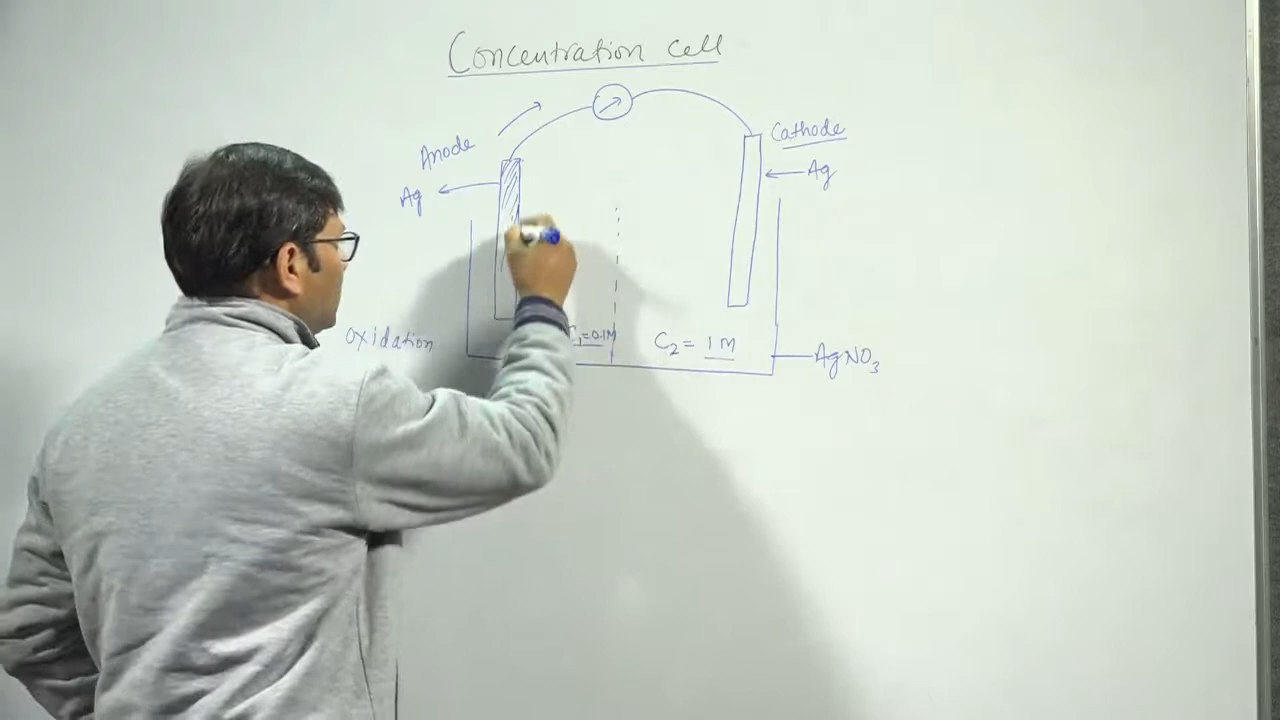 Concentration cell
Anode
Cathode
Ag
Ag
Oxidation
C₁=0.1M
C₂ = 1 M
AgNO₃